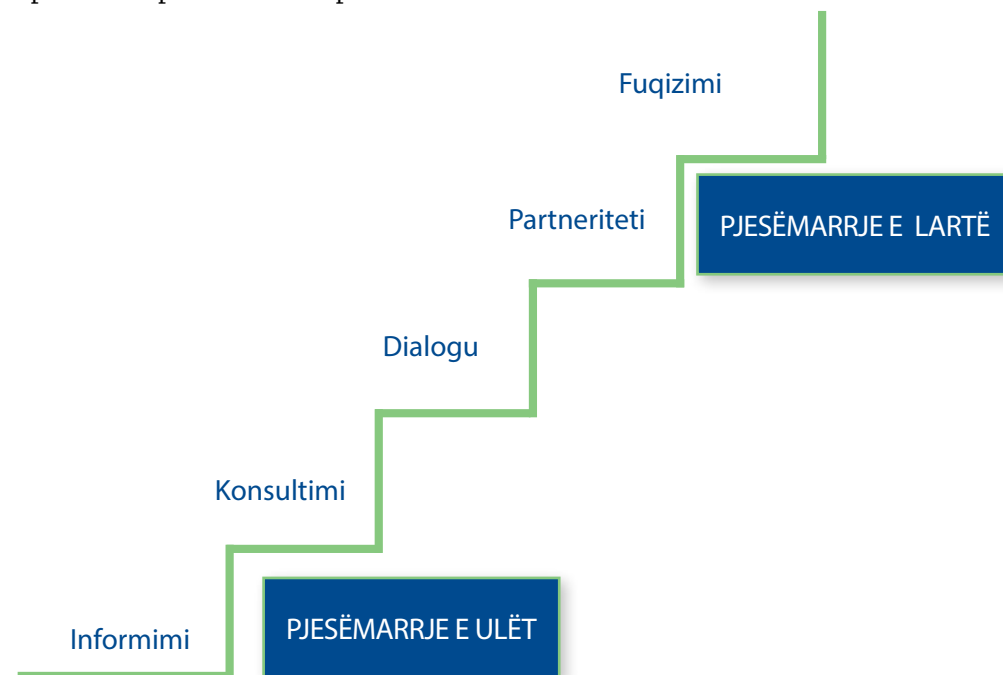 Fuqizimi
Partneriteti
PJESËMARRJE E LARTË
Dialogu
Konsultimi
Informimi
PJESËMARRJE E ULËT